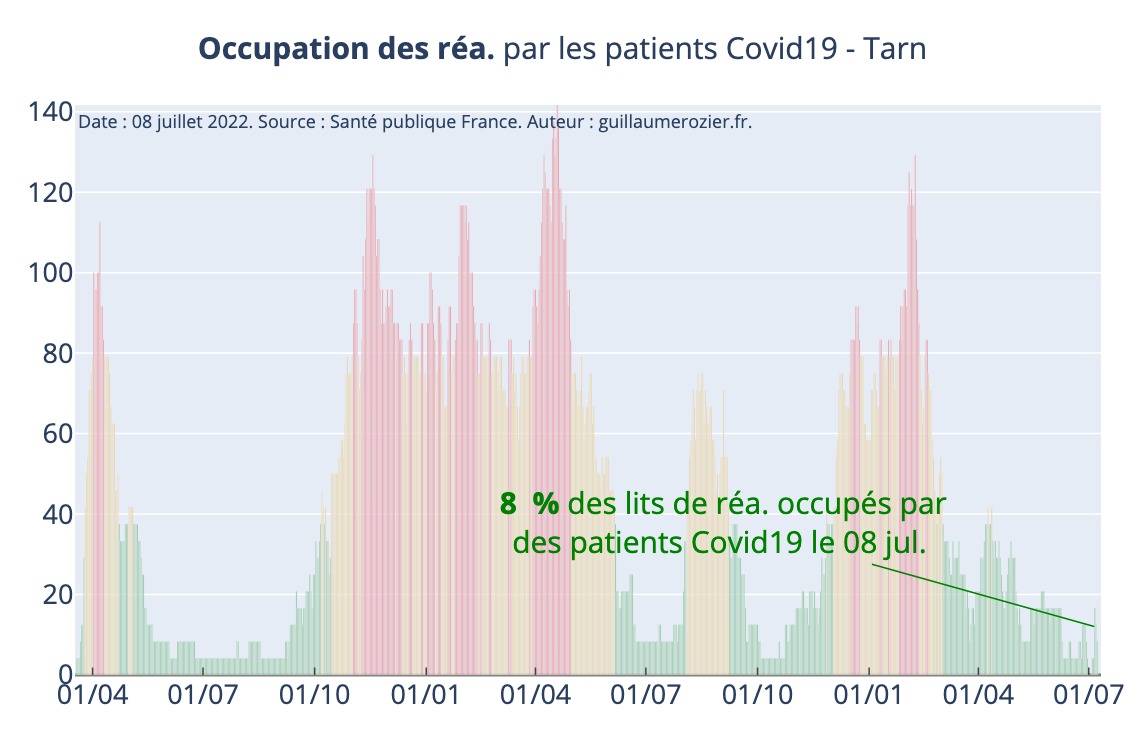 Occupation des réa. par les patients Covid19 - Tarn
140
Date : 08 juillet 2022. Source : Santé publique France. Auteur : guillaumerozier.fr.
120
100
80
60
40
20
0
8 % des lits de réa. occupés par
des patients Covid19 le 08 jul.
01/04 01/07 01/10 01/01 01/04 01/07 01/10 01/01 01/04 01/07